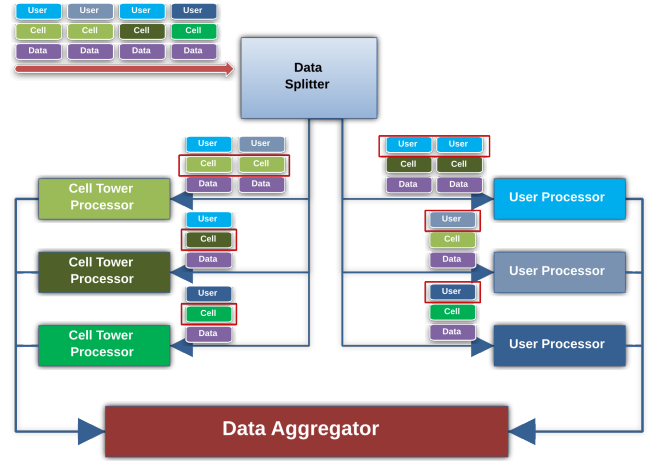 User User User User
Cell Cell Cell Cell
Data Data Data Data
Data
Splitter
User User
Cell Cell
Data Data
User User
Cell Cell
Data Data
Cell Tower
Processor
User Processor
User
Cell
Data
User
Cell
Data
Cell Tower
Processor
User Processor
User
Cell
Data
User
Cell
Data
Cell Tower
Processor
User Processor
Data Aggregator